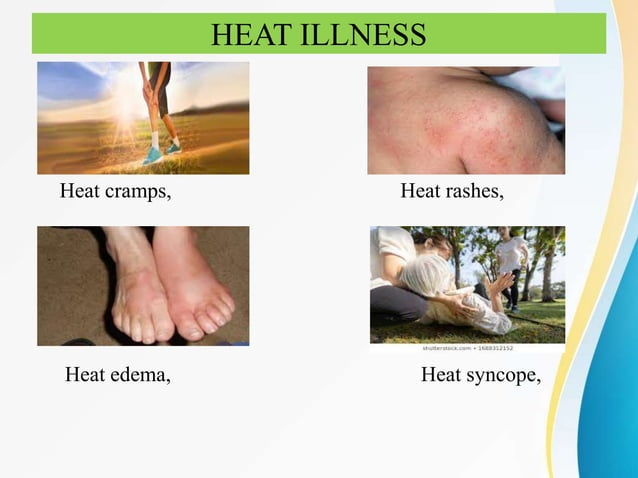 HEAT ILLNESS
Heat cramps,
Heat rashes,
shutterstock.com • 1688312152
Heat edema,
Heat syncope,